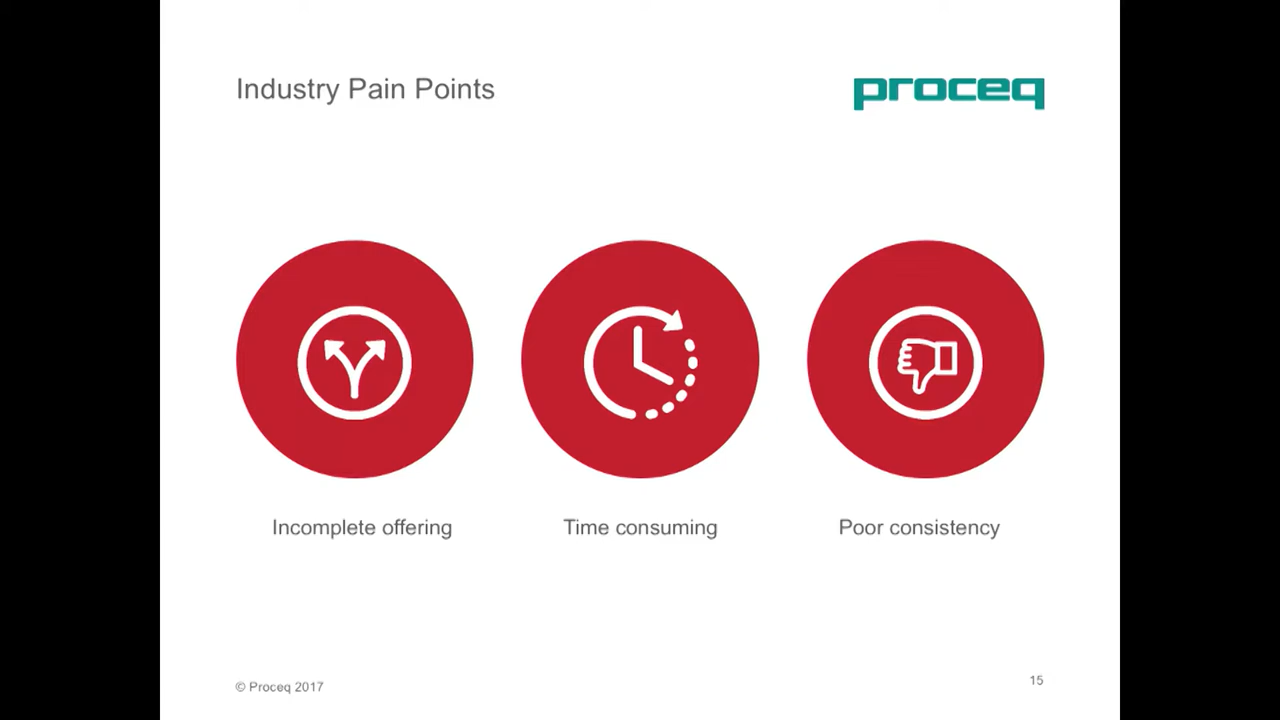 Industry Pain Points
proceq
Incomplete offering
Time consuming
Poor consistency
© Proceq 2017
15